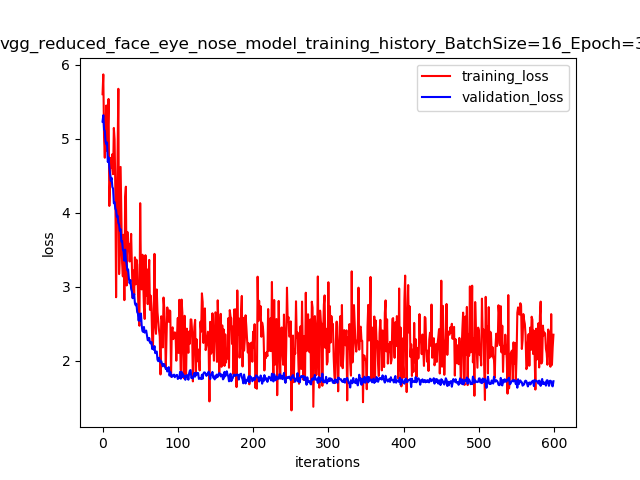 vgg_reduced_face_eye_nose_model_training_history_BatchSize=16_Epoch=3
training_loss
validation_loss
6
5
4
3
2
loss
0 100 200 300 400 500 600
iterations